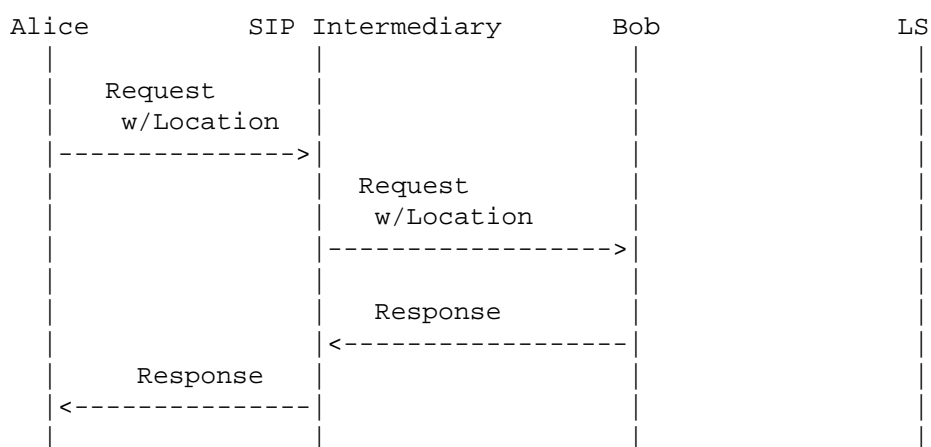 Alice SIP Intermediary Bob LS
Request
w/Location
Request
w/Location
Response
Response